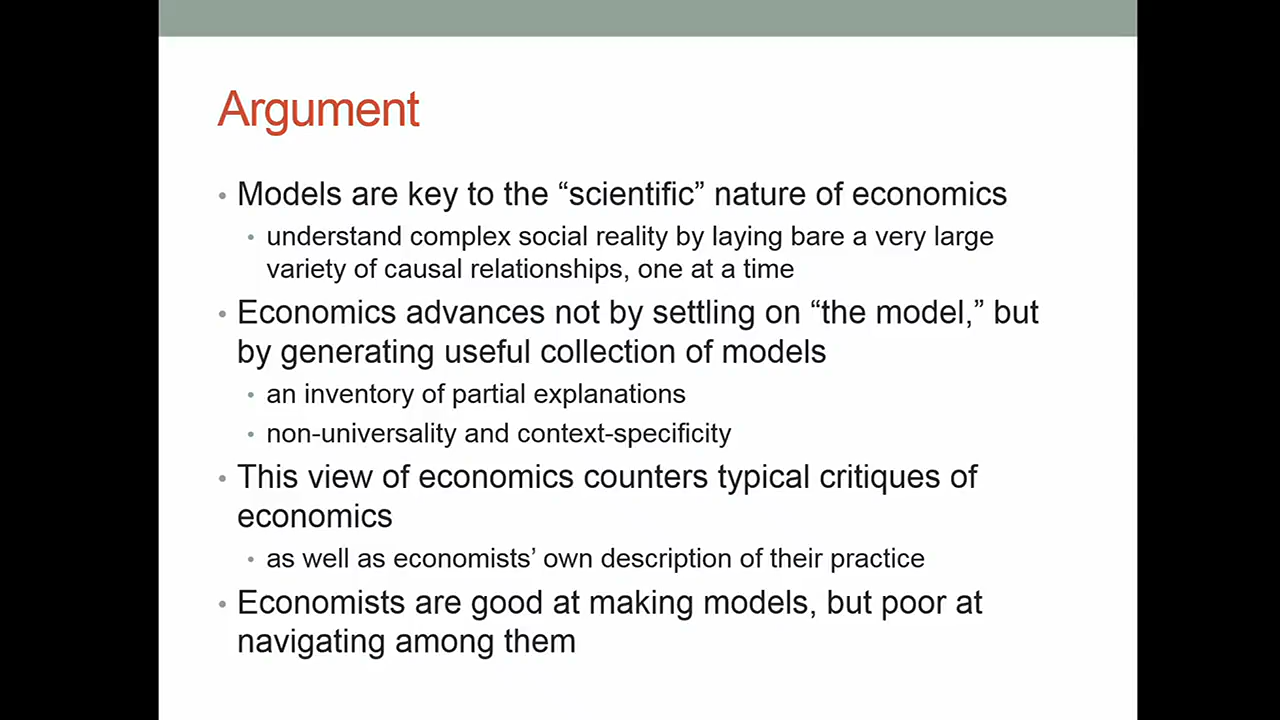 Argument
• Models are key to the “scientific” nature of economics
• understand complex social reality by laying bare a very large
variety of causal relationships, one at a time
• Economics advances not by settling on “the model,” but
by generating useful collection of models
• an inventory of partial explanations
• non-universality and context-specificity
• This view of economics counters typical critiques of
economics
• as well as economists’ own description of their practice
• Economists are good at making models, but poor at
navigating among them